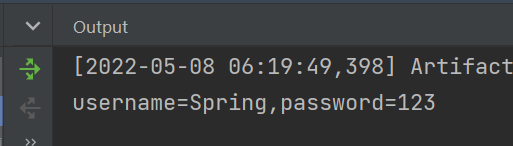 Output
[2022-05-08 06:19:49,398] Artifact
username=Spring,password=123